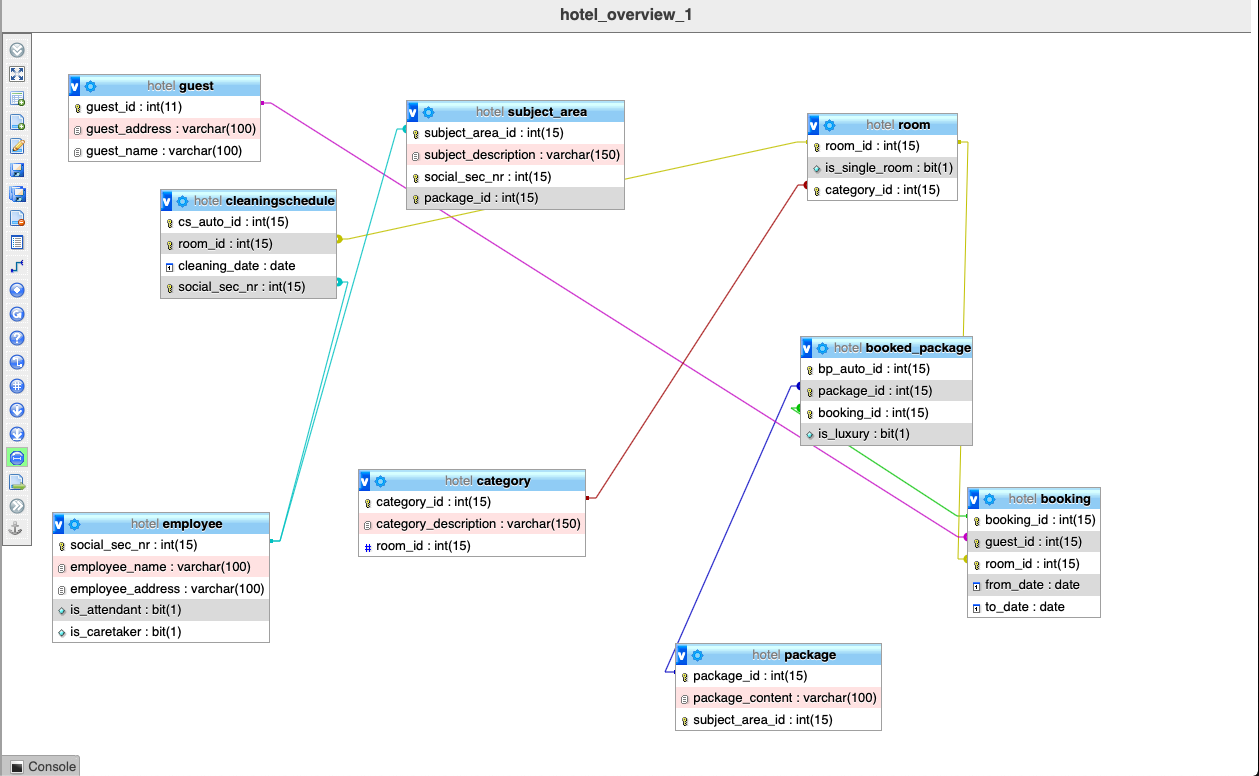 hotel_overview_1
hotel guest
guest_id : int(11)
guest_address : varchar(100)
guest_name : varchar(100)
hotel subject_area
subject_area_id : int(15)
subject_description : varchar(150)
social_sec_nr : int(15)
package_id : int(15)
hotel room
room_id : int(15)
is_single_room : bit(1)
category_id : int(15)
hotel cleaningschedule
cs_auto_id : int(15)
room_id : int(15)
cleaning_date : date
social_sec_nr : int(15)
hotel booked_package
bp_auto_id : int(15)
package_id : int(15)
booking_id : int(15)
is_luxury : bit(1)
hotel category
category_id : int(15)
category_description : varchar(150)
room_id : int(15)
hotel booking
booking_id : int(15)
guest_id : int(15)
room_id : int(15)
from_date : date
to_date : date
hotel employee
social_sec_nr : int(15)
employee_name : varchar(100)
employee_address : varchar(100)
is_attendant : bit(1)
is_caretaker : bit(1)
hotel package
package_id : int(15)
package_content : varchar(100)
subject_area_id : int(15)
Console